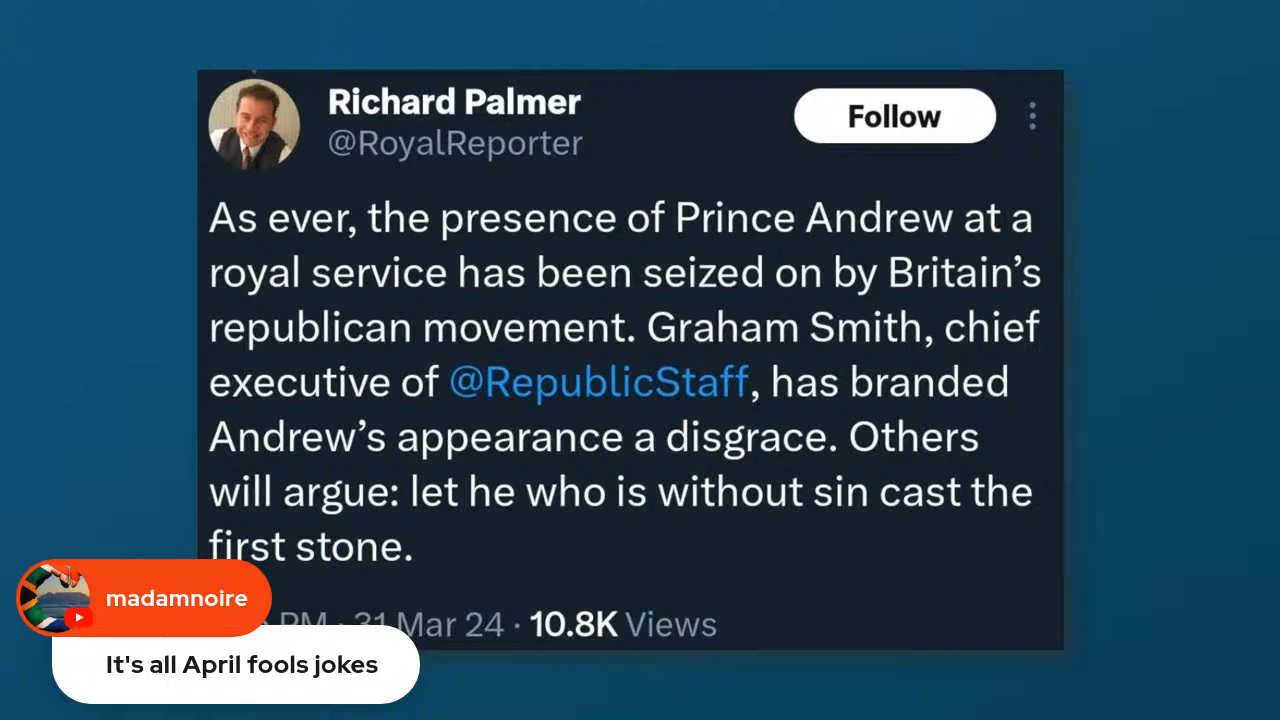 Richard Palmer
@RoyalReporter
Follow
As ever, the presence of Prince Andrew at a
royal service has been seized on by Britain’s
republican movement. Graham Smith, chief
executive of @RepublicStaff, has branded
Andrew’s appearance a disgrace. Others
will argue: let he who is without sin cast the
first stone.
PM · 31 Mar 24 · 10.8K Views
madamnoire
It's all April fools jokes